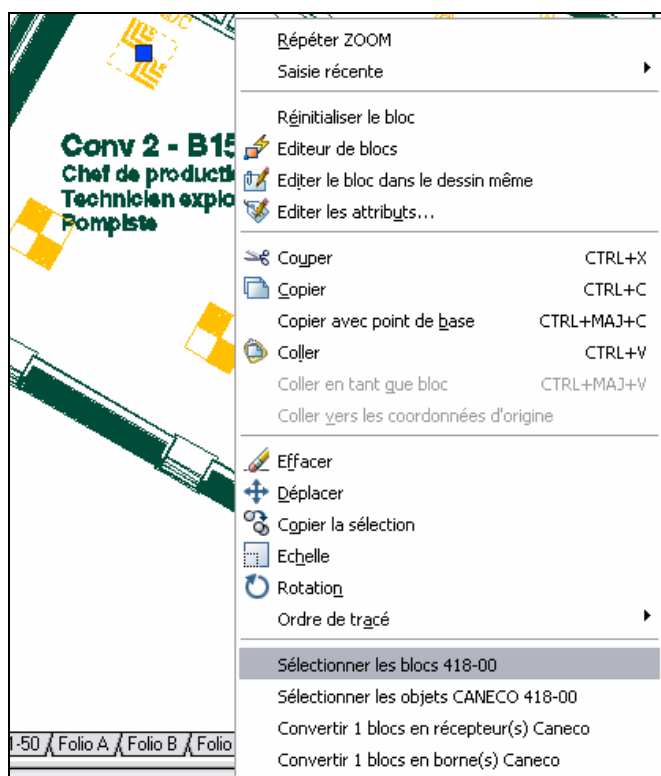 Répéter ZOOM
Saisie récente
Réinitialiser le bloc
Editeur de blocs
Editer le bloc dans le dessin même
Editer les attributs...
Couper CTRL+X
Copier CTRL+C
Copier avec point de base CTRL+MAJ+C
Coller CTRL+V
Coller en tant que bloc CTRL+MAJ+V
Coller vers les coordonnées d'origine
Effacer
Déplacer
Copier la sélection
Echelle
Rotation
Ordre de tracé
Sélectionner les blocs 418-00
Sélectionner les objets CANECO 418-00
Convertir 1 blocs en récepteur(s) Caneco
Convertir 1 blocs en borne(s) Caneco
Conv 2 - B15
Chef de producti
Technicien explo
Pompiste
1-50 Folio A Folio B Folio